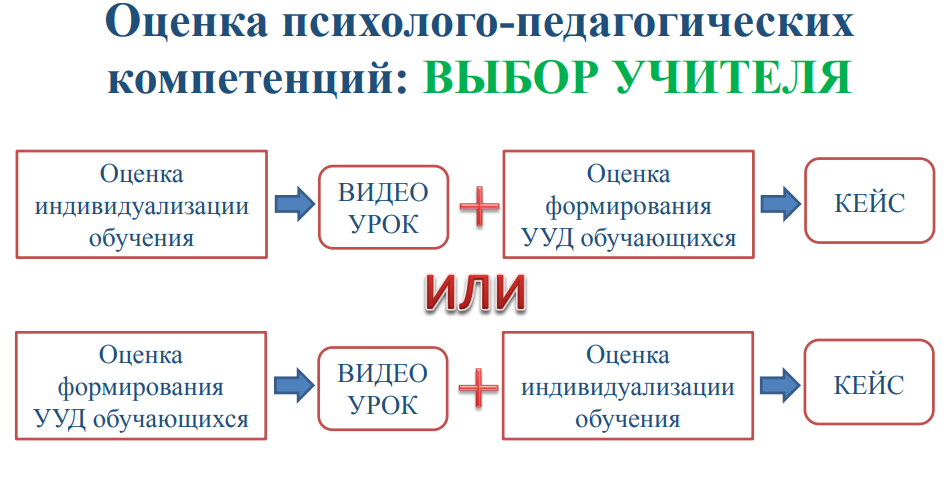 Оценка психолого-педагогических
компетенций: ВЫБОР УЧИТЕЛЯ
Оценка
индивидуализации
обучения
ВИДЕО
УРОК
Оценка
формирования
УУД обучающихся
КЕЙС
ИЛИ
Оценка
формирования
УУД обучающихся
ВИДЕО
УРОК
Оценка
индивидуализации
обучения
КЕЙС